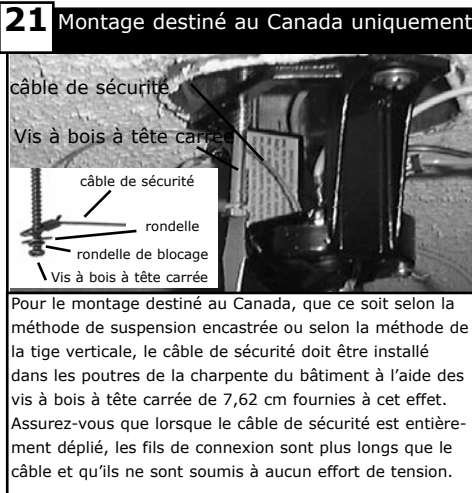 21 Montage destiné au Canada uniquement
câble de sécurité
Vis à bois à tête carrée
câble de sécurité
rondelle
rondelle de blocage
Vis à bois à tête carrée
Pour le montage destiné au Canada, que ce soit selon la
méthode de suspension encastrée ou selon la méthode de
la tige verticale, le câble de sécurité doit être installé
dans les poutres de la charpente du bâtiment à l'aide des
vis à bois à tête carrée de 7,62 cm fournies à cet effet.
Assurez-vous que lorsque le câble de sécurité est entière-
ment déplié, les fils de connexion sont plus longs que le
câble et qu'ils ne sont soumis à aucun effort de tension.